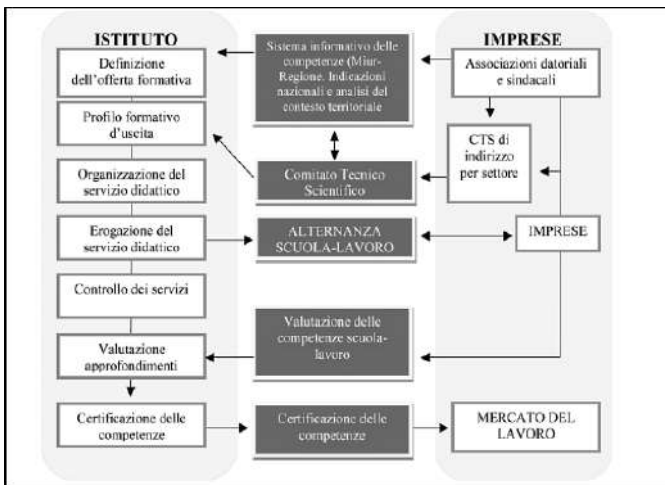 ISTITUTO
Definizione
dell'offerta formativa
Profilo formativo
d'uscita
Organizzazione del
servizio didattico
Erogazione del
servizio didattico
Controllo dei servizi
Valutazione
approfondimenti
Certificazione delle
competenze
Sistema informativo delle
competenze (Miur-
Regione. Indicazioni
nazionali e analisi del
contesto territoriale
Comitato Tecnico
Scientifico
ALTERNANZA
SCUOLA-LAVORO
Valutazione delle
competenze scuola-
lavoro
Certificazione delle
competenze
IMPRESE
Associazioni datoriali
e sindacali
CTS di
indirizzo
per settore
IMPRESE
MERCATO DEL
LAVORO